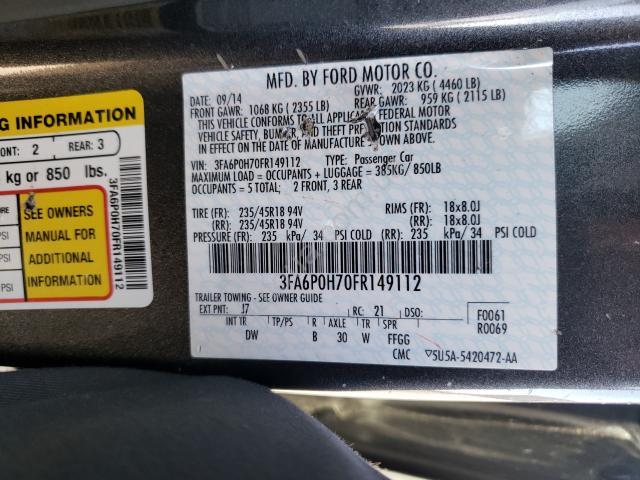 G INFORMATION
ONT: 2 REAR: 3
kg or 850 lbs.
SEE OWNERS
MANUAL FOR
ADDITIONAL
INFORMATION
PSI
PSI
3FA6P0H70FR149112
MFD. BY FORD MOTOR CO.
DATE: 09/14 GVWR: 2023 KG ( 4460 LB)
FRONT GAWR: 1068 KG ( 2355 LB) REAR GAWR: 959 KG ( 2115 LB)
THIS VEHICLE CONFORMS TO ALL APPLICABLE FEDERAL MOTOR
VEHICLE SAFETY, BUMPER AND THEFT PREVENTION STANDARDS
IN EFFECT ON THE DATE OF MANUFACTURE SHOWN ABOVE.
VIN: 3FA6P0H70FR149112 TYPE: Passenger Car
MAXIMUM LOAD = OCCUPANTS + LUGGAGE = 385KG/ 850LB
OCCUPANTS = 5 TOTAL; 2 FRONT, 3 REAR
TIRE (FR): 235/45R18 94V RIMS (FR): 18x8.0J
(RR): 235/45R18 94V (RR): 18x8.0J
PRESSURE (FR): 235 kPa/ 34 PSI COLD (RR): 235 kPa/ 34 PSI COLD
3FA6P0H70FR149112
TRAILER TOWING - SEE OWNER GUIDE
EXT PNT: J7 RC: 21 DSO:
F0061
R0069
INT TR TP/PS R AXLE TR SPR
DW B 30 W FFGG
CMC ▽5U5A-5420472-AA